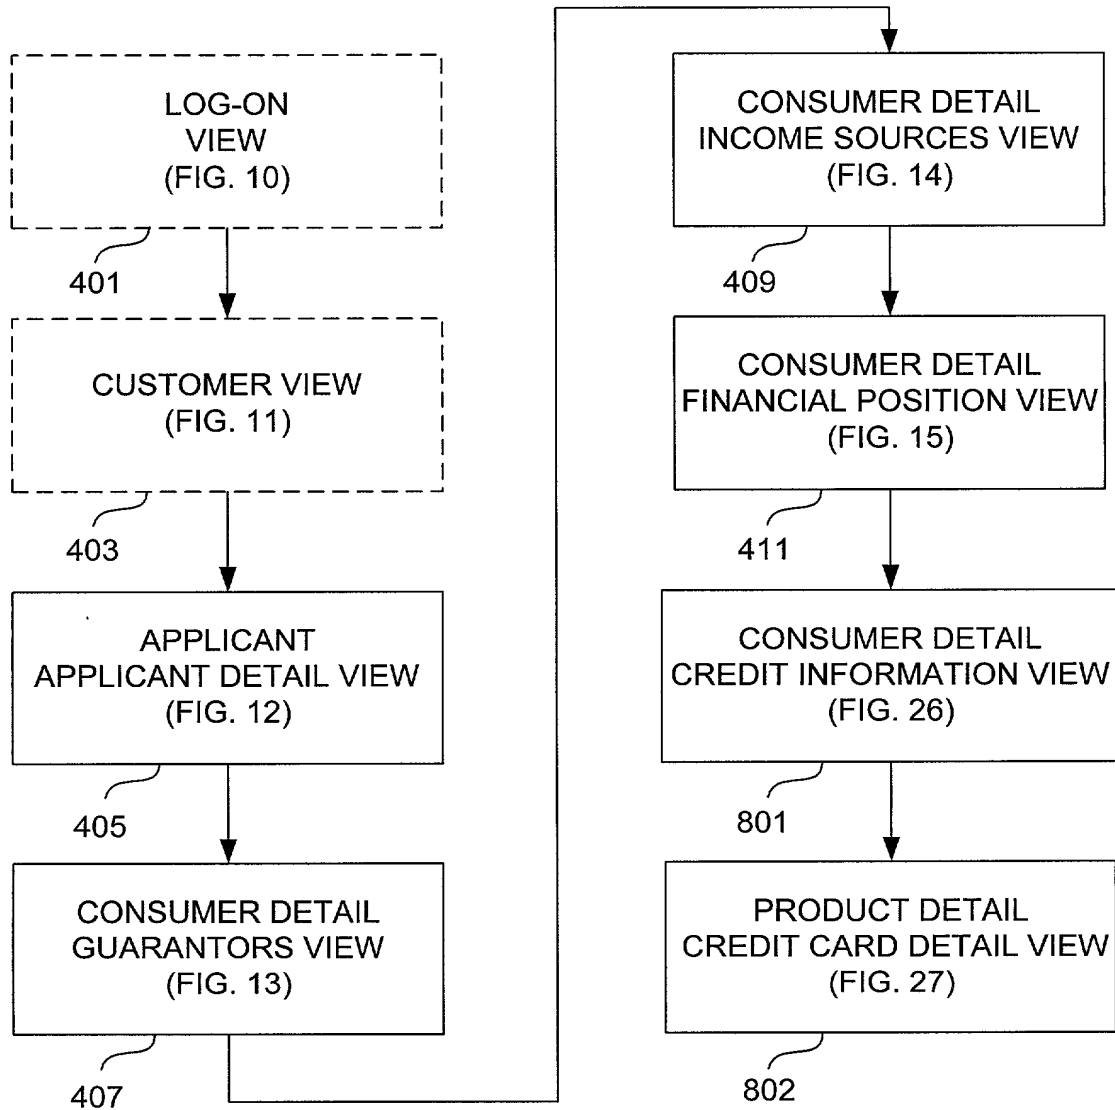 LOG-ON
VIEW
(FIG. 10)
401
CUSTOMER VIEW
(FIG. 11)
403
APPLICANT
APPLICANT DETAIL VIEW
(FIG. 12)
405
CONSUMER DETAIL
GUARANTORS VIEW
(FIG. 13)
407
CONSUMER DETAIL
INCOME SOURCES VIEW
(FIG. 14)
409
CONSUMER DETAIL
FINANCIAL POSITION VIEW
(FIG. 15)
411
CONSUMER DETAIL
CREDIT INFORMATION VIEW
(FIG. 26)
801
PRODUCT DETAIL
CREDIT CARD DETAIL VIEW
(FIG. 27)
802